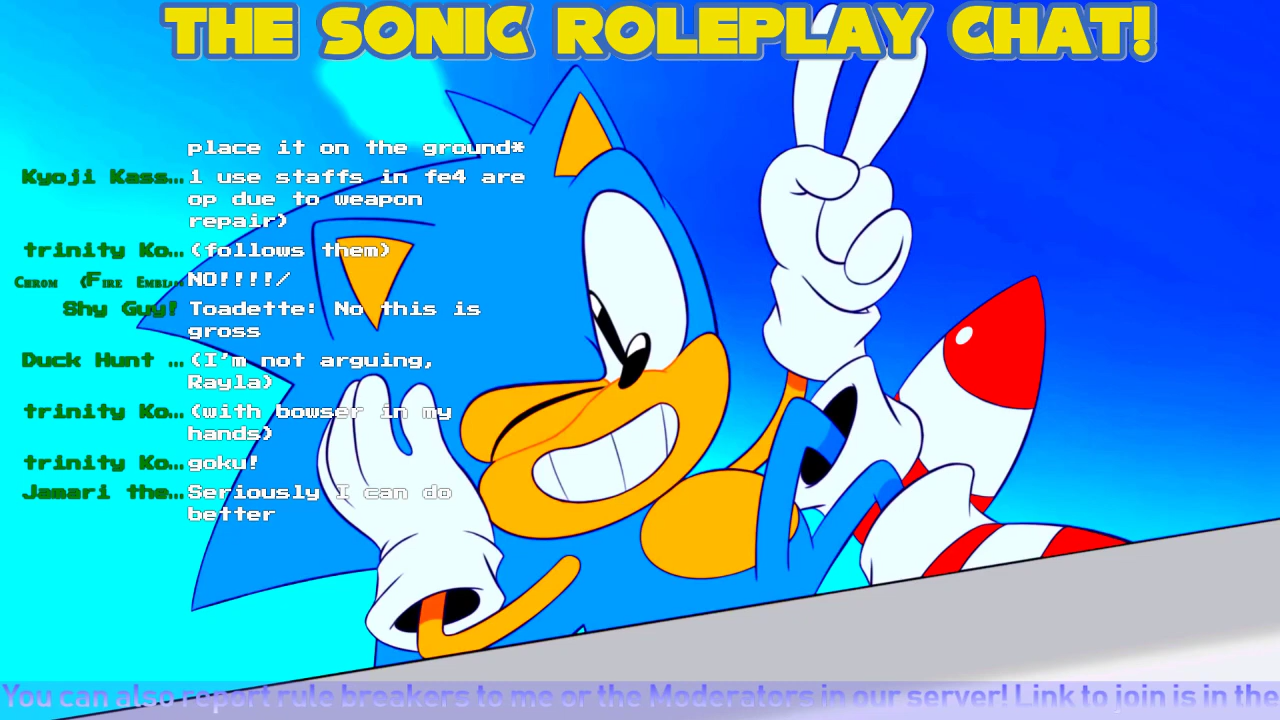 THE SONIC ROLEPLAY CHAT!
place it on the ground*
Kyoji Kass... 1 use staffs in fe4 are
op due to weapon
repair)
trinity Ko... (follows them)
Chrom (Fire Embl... NO!!!!/
Shy Guy! Toadette: No this is
gross
Duck Hunt ... (I'm not arguing,
Rayla)
trinity Ko... (with bowser in my
hands)
trinity Ko... goku!
Jamari the... Seriously I can do
better
You can also report rule breakers to me or the Moderators in our server! Link to join is in the